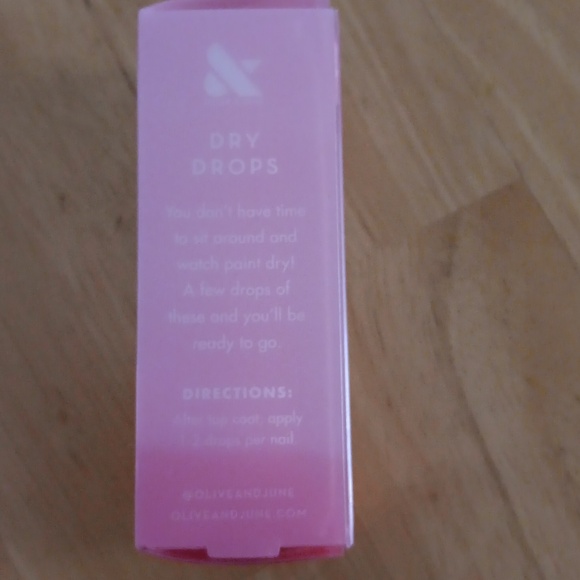 &
DRY
DROPS
You don't have time
to sit around and
watch paint dry!
A few drops of
these and you'll be
ready to go.
DIRECTIONS:
After top coat, apply
drops per nail.
@OLIVEANDJUNE
OLIVEANDJUNE.COM